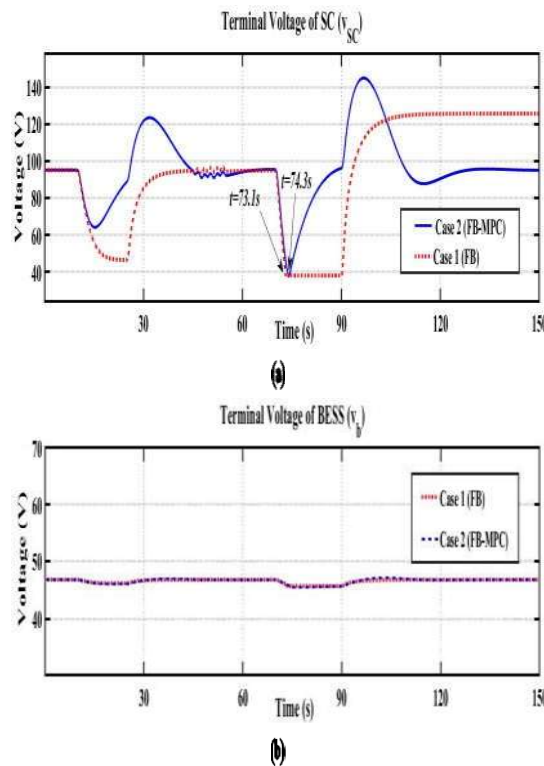 Terminal Voltage of SC (v_SC)
Voltage (V)
140
120
100
80
60
40
t=73.1s
t=74.3s
Case 2 (FB-MPC)
Case 1 (FB)
30
60
90
120
150
Time (s)
(a)
Terminal Voltage of BESS (v_b)
Voltage (V)
70
60
50
40
Case 1 (FB)
Case 2 (FB-MPC)
30
60
90
120
150
Time (s)
(b)